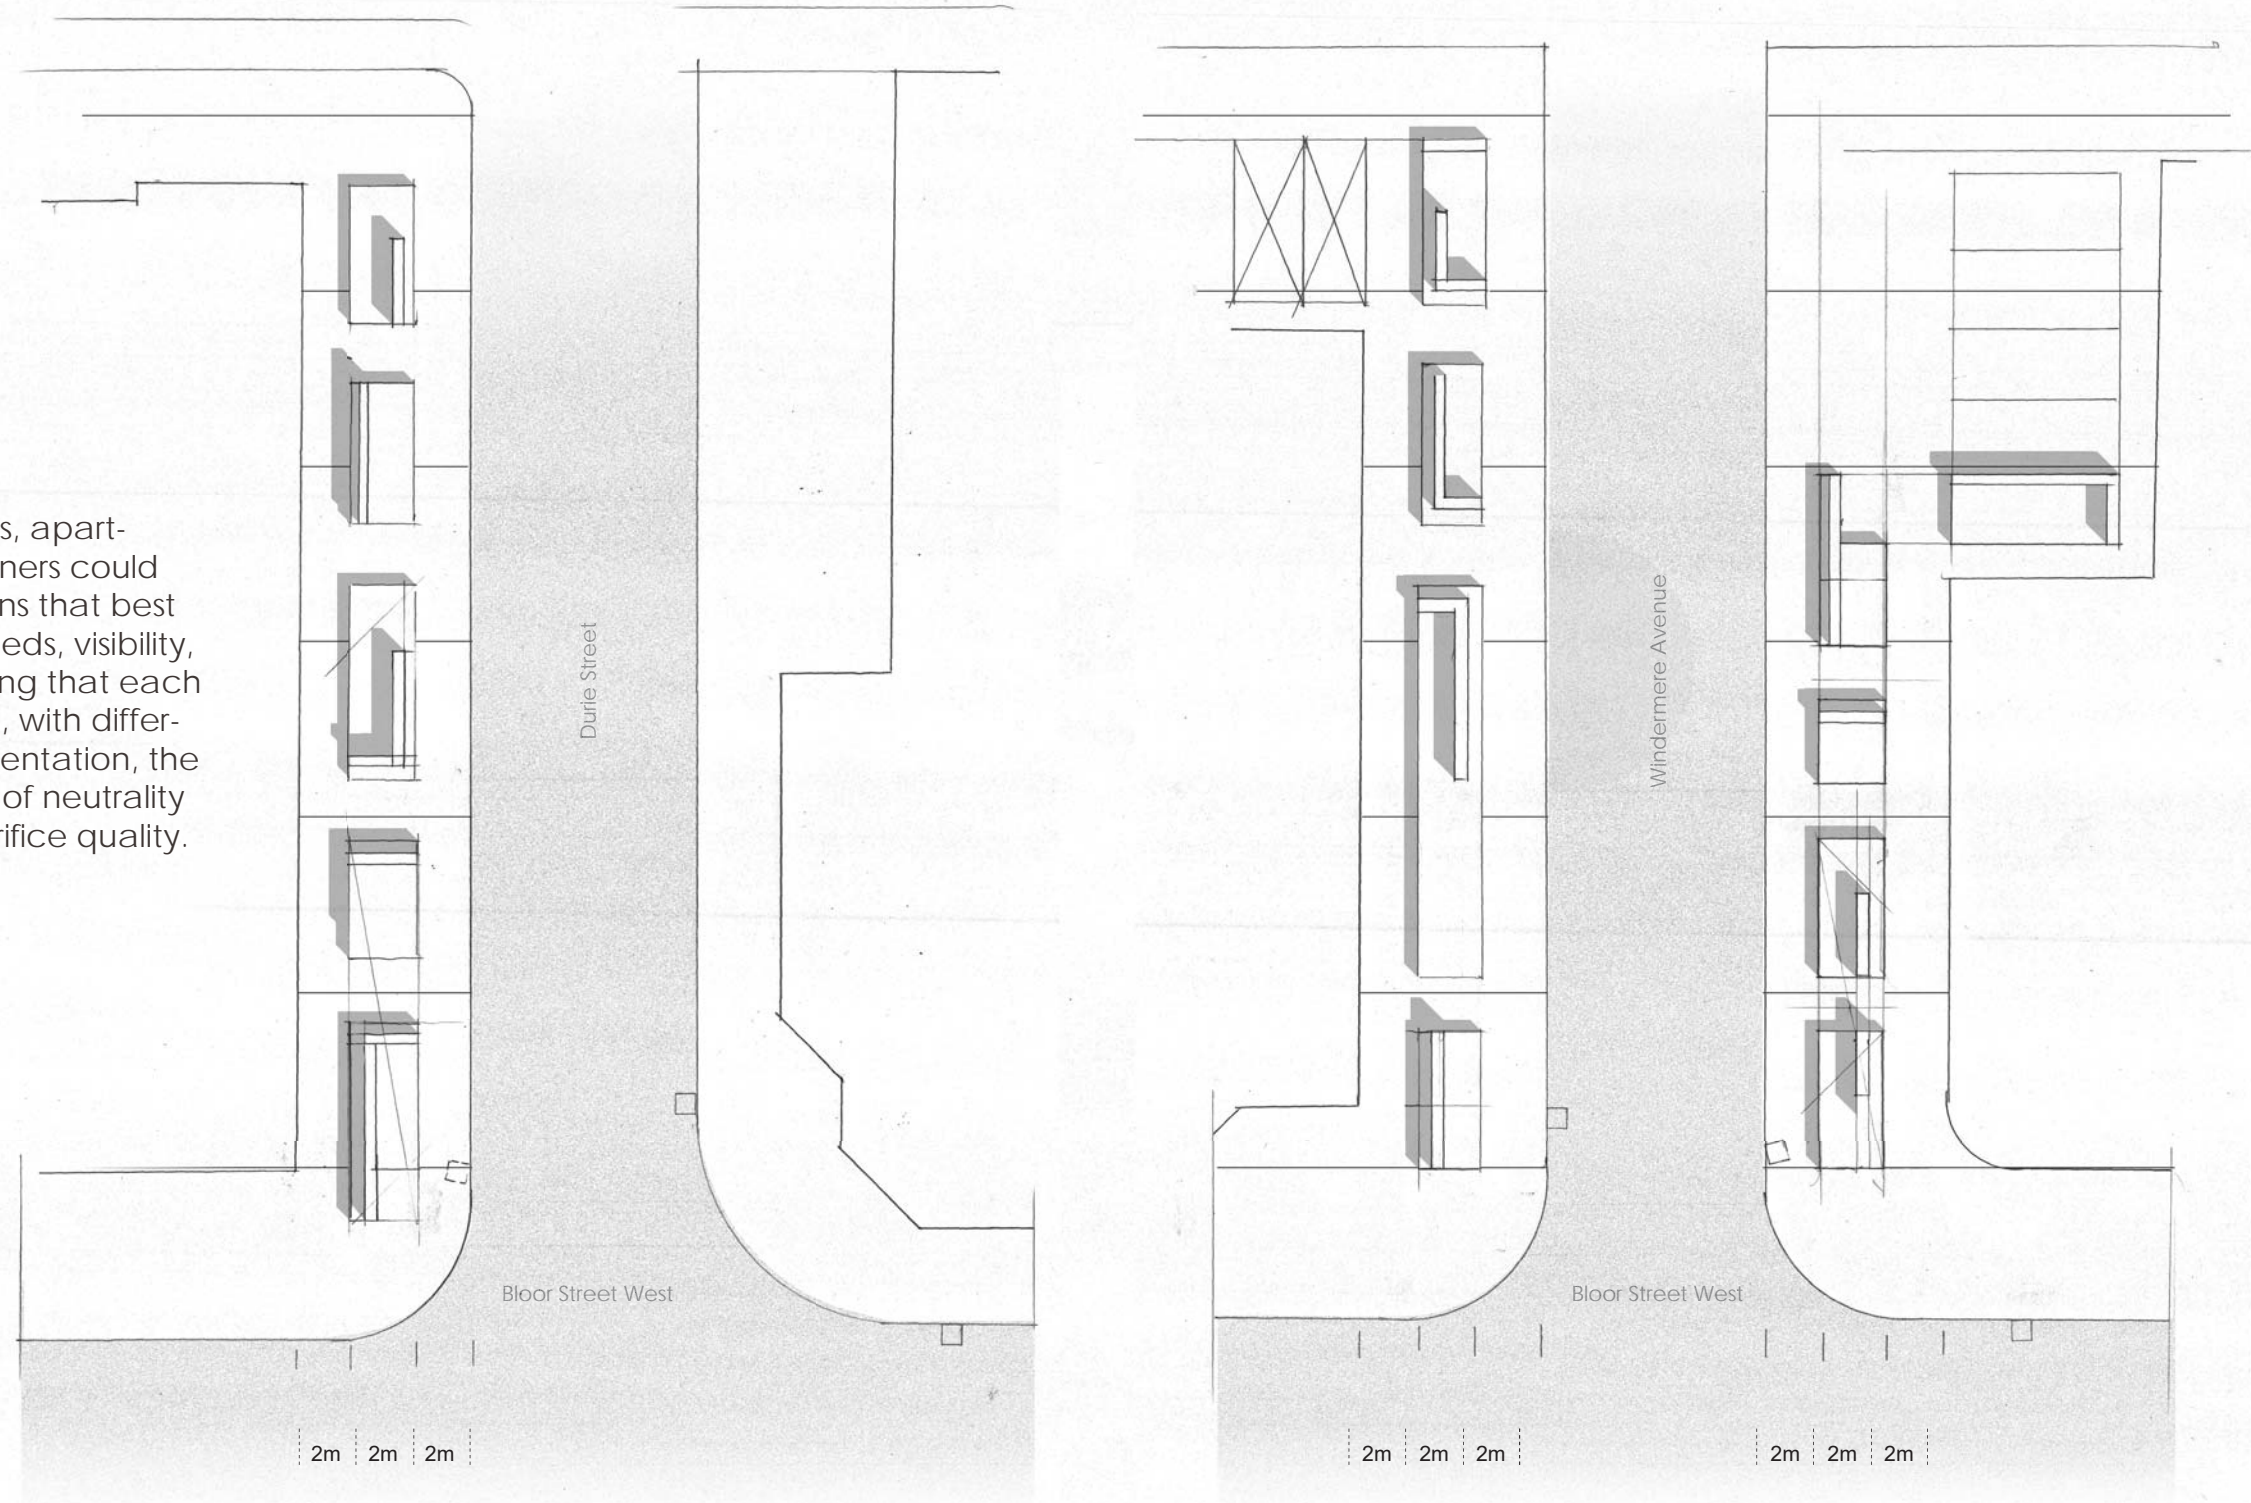 s, apart-
ners could
ns that best
eds, visibility,
ng that each
, with differ-
entation, the
of neutrality
rifice quality.
Durie Street
Bloor Street West
2m 2m 2m
Windermere Avenue
Bloor Street West
2m 2m 2m
2m 2m 2m